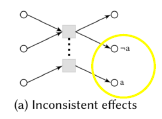 ¬a
a
(a) Inconsistent effects